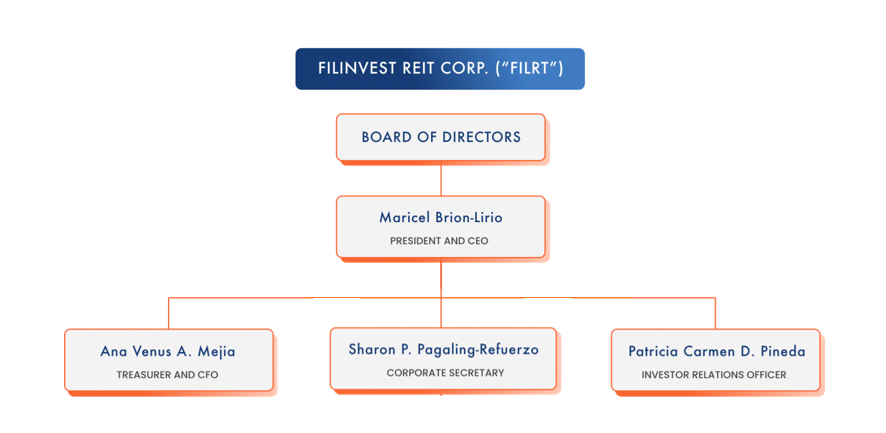 FILINVEST REIT CORP. (“FILRT”)
BOARD OF DIRECTORS
Maricel Brion-Lirio
PRESIDENT AND CEO
Ana Venus A. Mejia
TREASURER AND CFO
Sharon P. Pagaling-Refuerzo
CORPORATE SECRETARY
Patricia Carmen D. Pineda
INVESTOR RELATIONS OFFICER